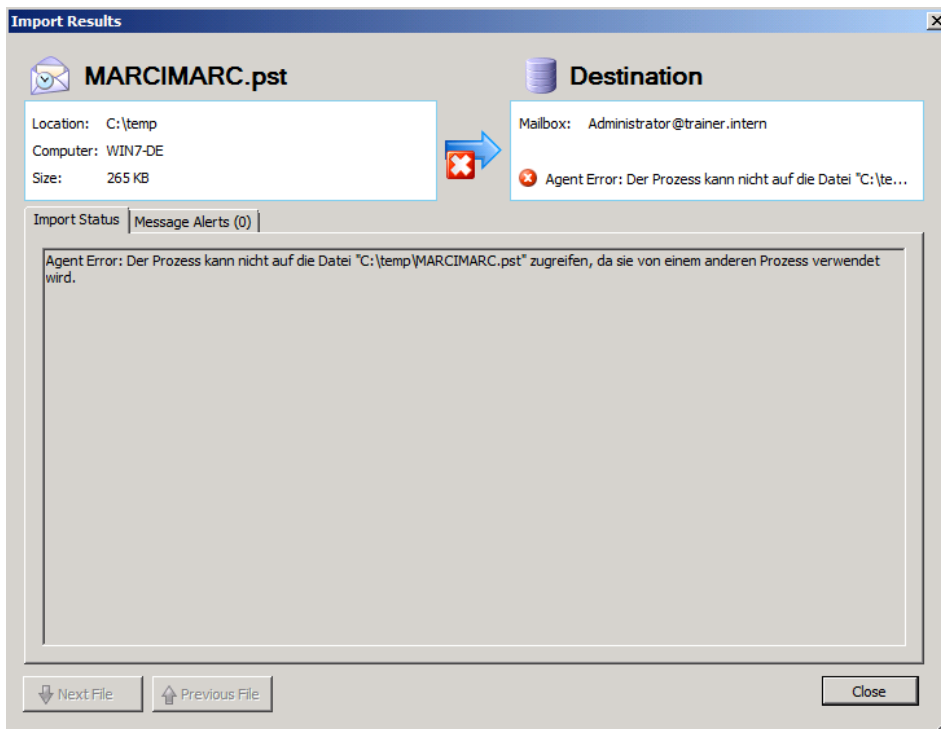 Import Results
MARCIMARC.pst
Destination
Location: C:\temp
Computer: WIN7-DE
Size: 265 KB
Mailbox: Administrator@trainer.intern
Agent Error: Der Prozess kann nicht auf die Datei "C:\te...
Import Status
Message Alerts (0)
Agent Error: Der Prozess kann nicht auf die Datei "C:\temp\MARCIMARC.pst" zugreifen, da sie von einem anderen Prozess verwendet
wird.
Next File
Previous File
Close